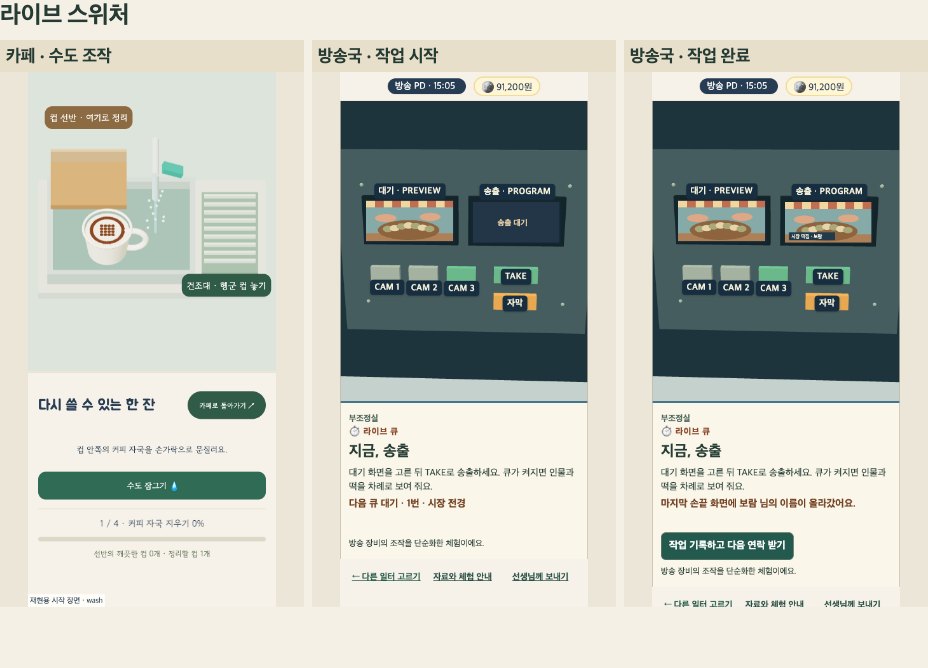 라이브 스위처
카페 · 수도 조작
컵 선반 · 여기로 정리
건조대 · 헹군 컵 놓기
다시 쓸 수 있는 한 잔
카페로 돌아가기 ↗
컵 안쪽의 커피 자국을 손가락으로 문질러요.
수도 잠그기 💧
1 / 4 · 커피 자국 지우기 0%
선반의 깨끗한 컵 0개 · 정리할 컵 1개
재현용 시작 장면 · wash
방송국 · 작업 시작
방송 PD · 15:05
91,200원
대기 · PREVIEW
송출 · PROGRAM
송출 대기
CAM 1
CAM 2
CAM 3
TAKE
자막
부조정실
⏱ 라이브 큐
지금, 송출
대기 화면을 고른 뒤 TAKE로 송출하세요. 큐가 켜지면 인물과
떡을 차례로 보여 줘요.
다음 큐 대기 · 1번 · 시장 전경
방송 장비의 조작을 단순화한 체험이에요.
← 다른 일터 고르기
자료와 체험 안내
선생님께 보내기
방송국 · 작업 완료
방송 PD · 15:05
91,200원
대기 · PREVIEW
송출 · PROGRAM
CAM 1
CAM 2
CAM 3
TAKE
자막
부조정실
⏱ 라이브 큐
지금, 송출
대기 화면을 고른 뒤 TAKE로 송출하세요. 큐가 켜지면 인물과
떡을 차례로 보여 줘요.
마지막 손끝 화면에 보람 님의 이름이 올라갔어요.
작업 기록하고 다음 연락 받기
방송 장비의 조작을 단순화한 체험이에요.
← 다른 일터 고르기
자료와 체험 안내
선생님께 보내기